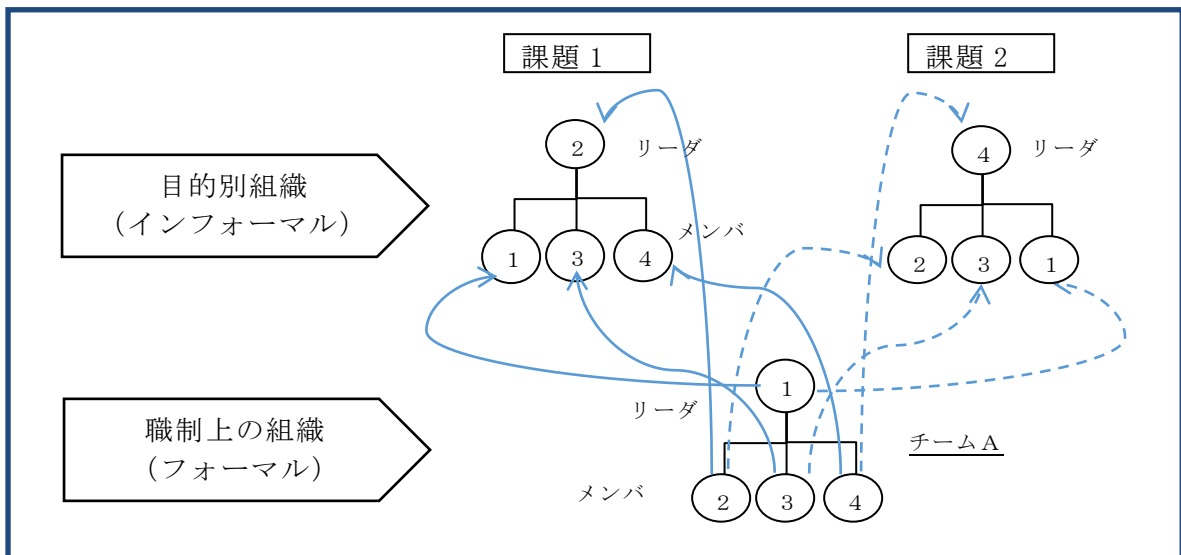 課題 1
課題 2
2
リーダ
4
リーダ
目的別組織
(インフォーマル)
メンバ
1
3
4
2
3
1
1
リーダ
職制上の組織
(フォーマル)
チームA
メンバ
2
3
4